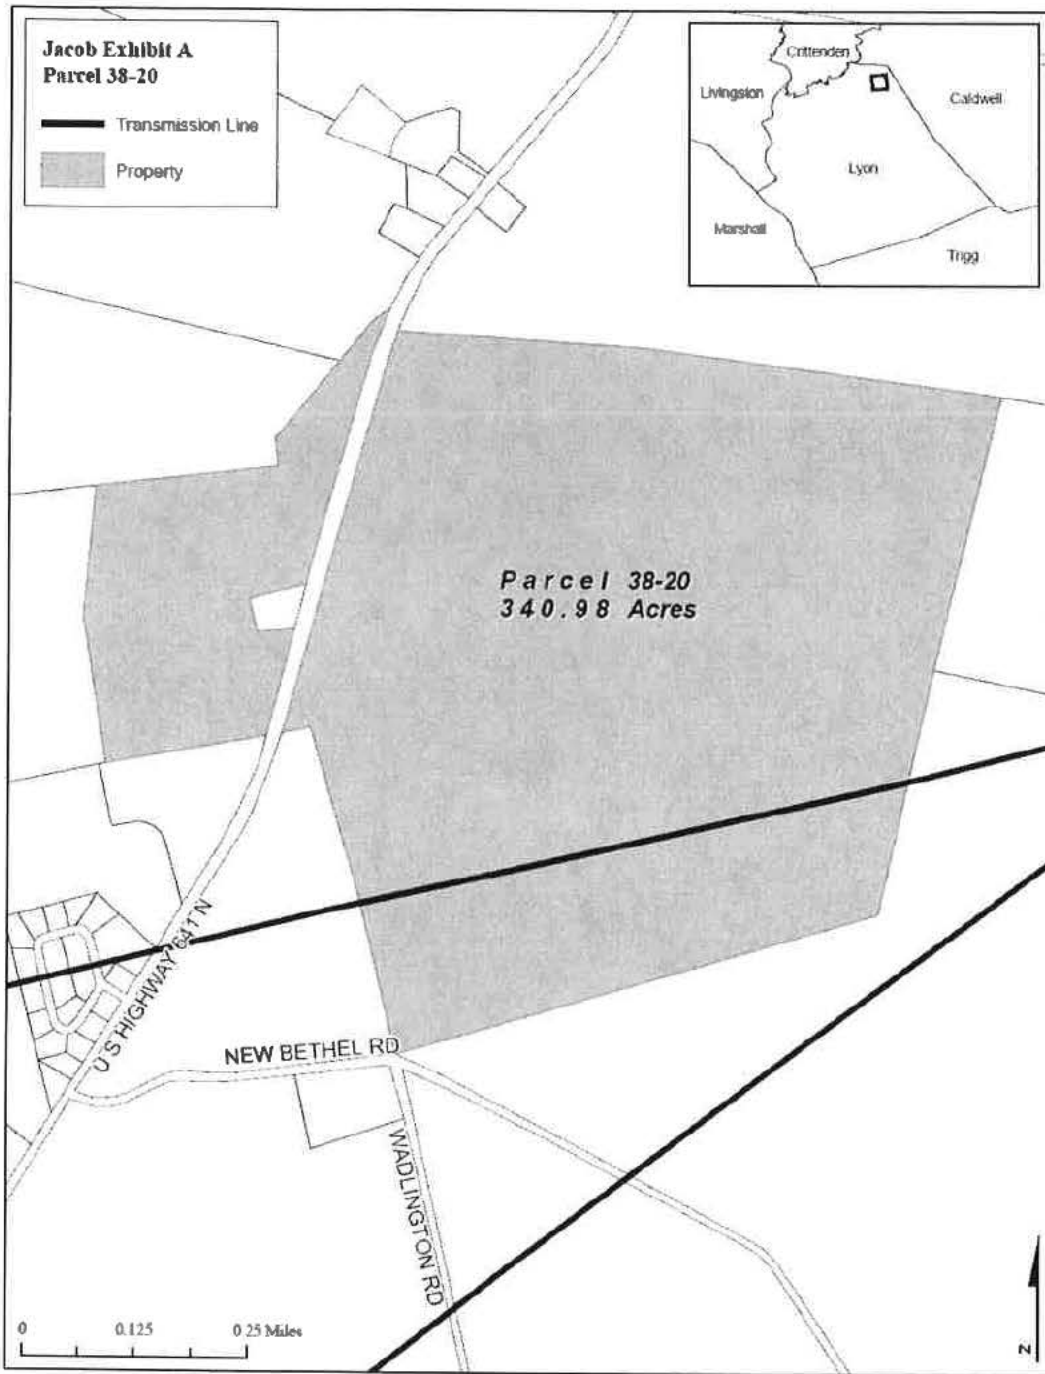 Jacob Exhibit A
Parcel 38-20
Transmission Line
Property
Crittenden
Livingston
Caldwell
Lyon
Marshall
Trigg
Parcel 38-20
340.98 Acres
U S HIGHWAY 641 N
NEW BETHEL RD
WADLINGTON RD
0 0.125 0.25 Miles
N